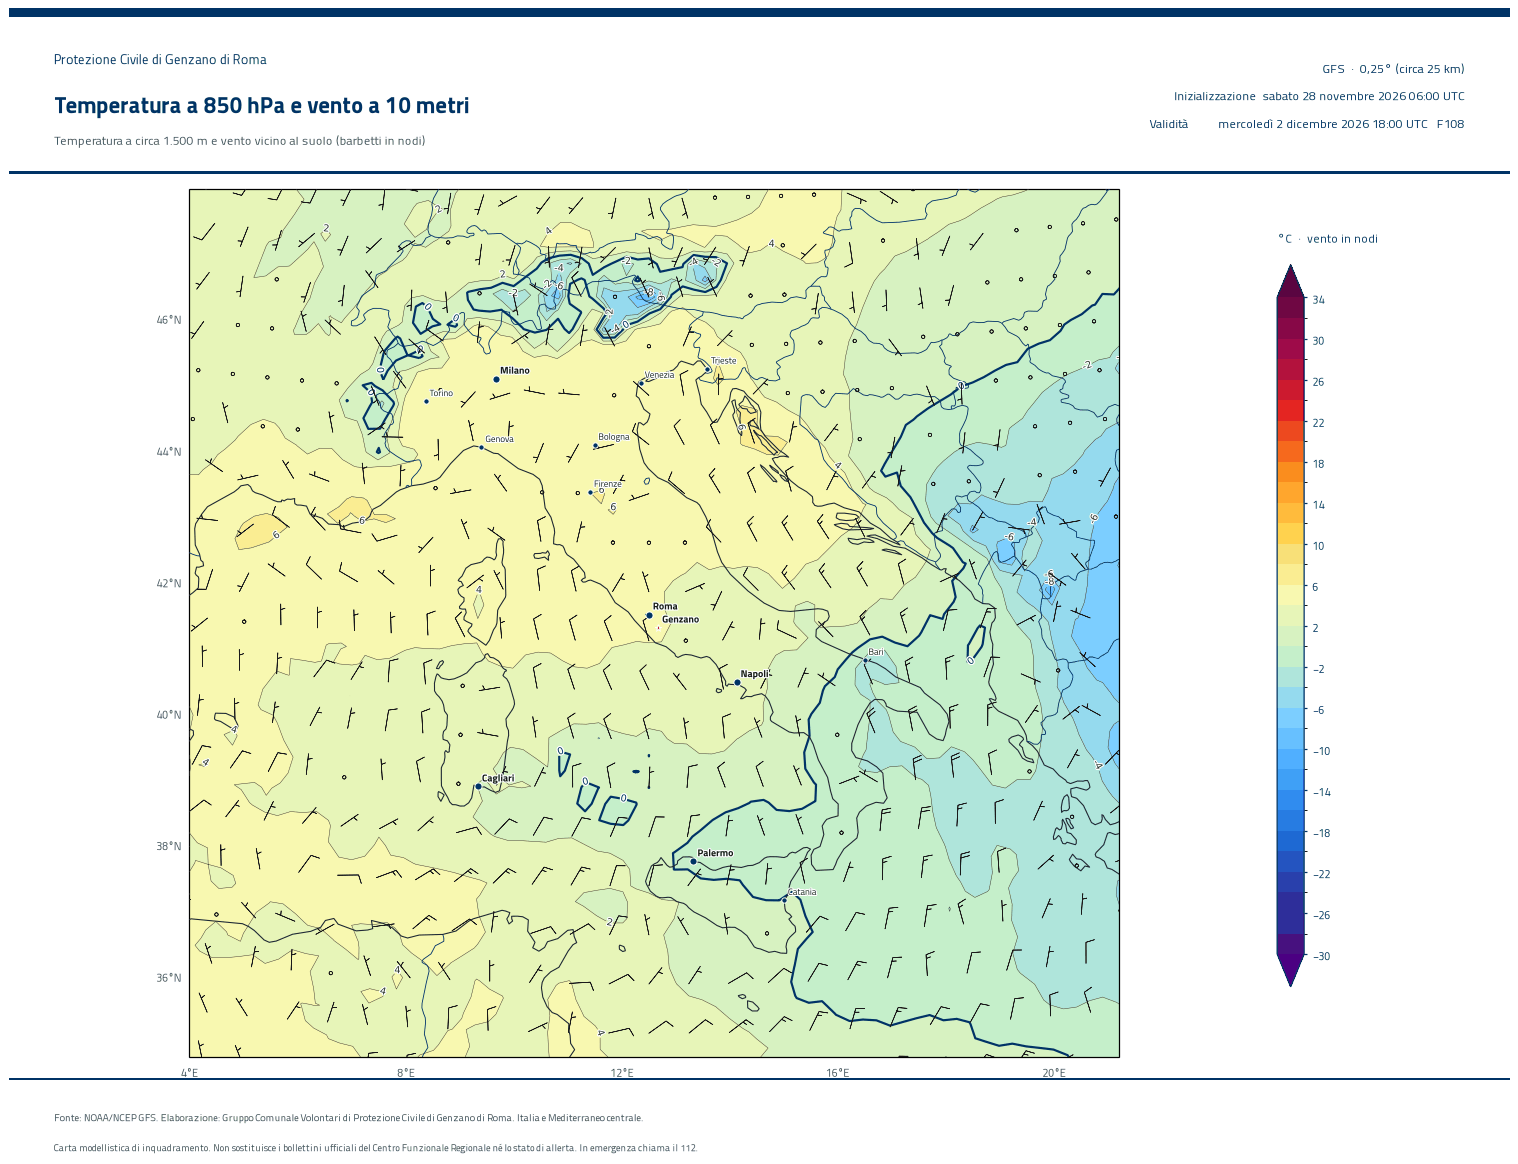 Protezione Civile di Genzano di Roma
Temperatura a 850 hPa e vento a 10 metri
Temperatura a circa 1.500 m e vento vicino al suolo (barbetti in nodi)
GFS · 0,25° (circa 25 km)
Inizializzazione sabato 28 novembre 2026 06:00 UTC
Validità mercoledì 2 dicembre 2026 18:00 UTC F108
°C · vento in nodi
34
30
26
22
18
14
10
6
2
−2
−6
−10
−14
−18
−22
−26
−30
46°N
44°N
42°N
40°N
38°N
36°N
4°E
8°E
12°E
16°E
20°E
Milano
Torino
Venezia
Trieste
Genova
Bologna
Firenze
Roma
Genzano
Napoli
Bari
Cagliari
Palermo
Catania
Fonte: NOAA/NCEP GFS. Elaborazione: Gruppo Comunale Volontari di Protezione Civile di Genzano di Roma. Italia e Mediterraneo centrale.
Carta modellistica di inquadramento. Non sostituisce i bollettini ufficiali del Centro Funzionale Regionale né lo stato di allerta. In emergenza chiama il 112.